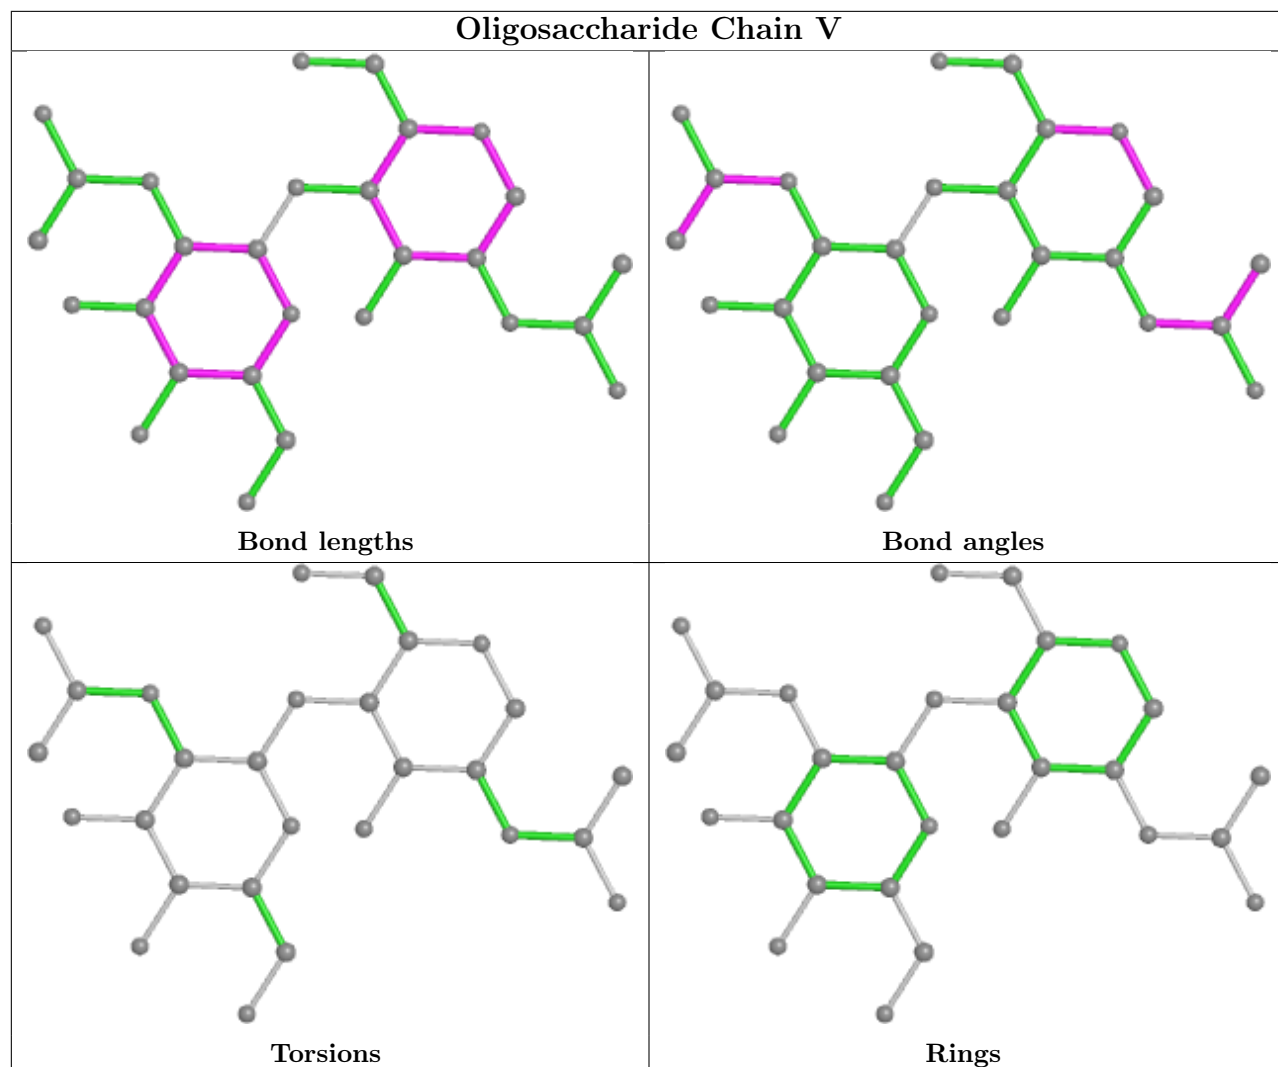 Oligosaccharide Chain V
Bond lengths
Bond angles
Torsions
Rings